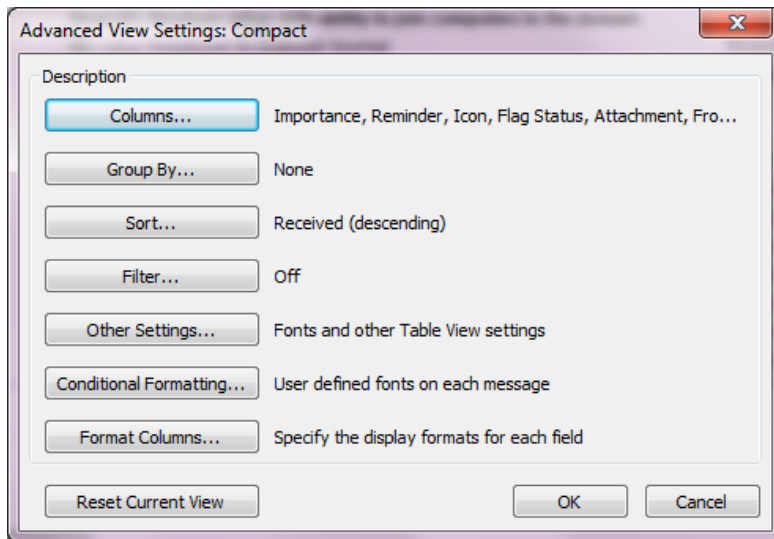 Advanced View Settings: Compact
Description
Columns... Importance, Reminder, Icon, Flag Status, Attachment, Fro...
Group By... None
Sort... Received (descending)
Filter... Off
Other Settings... Fonts and other Table View settings
Conditional Formatting... User defined fonts on each message
Format Columns... Specify the display formats for each field
Reset Current View OK Cancel